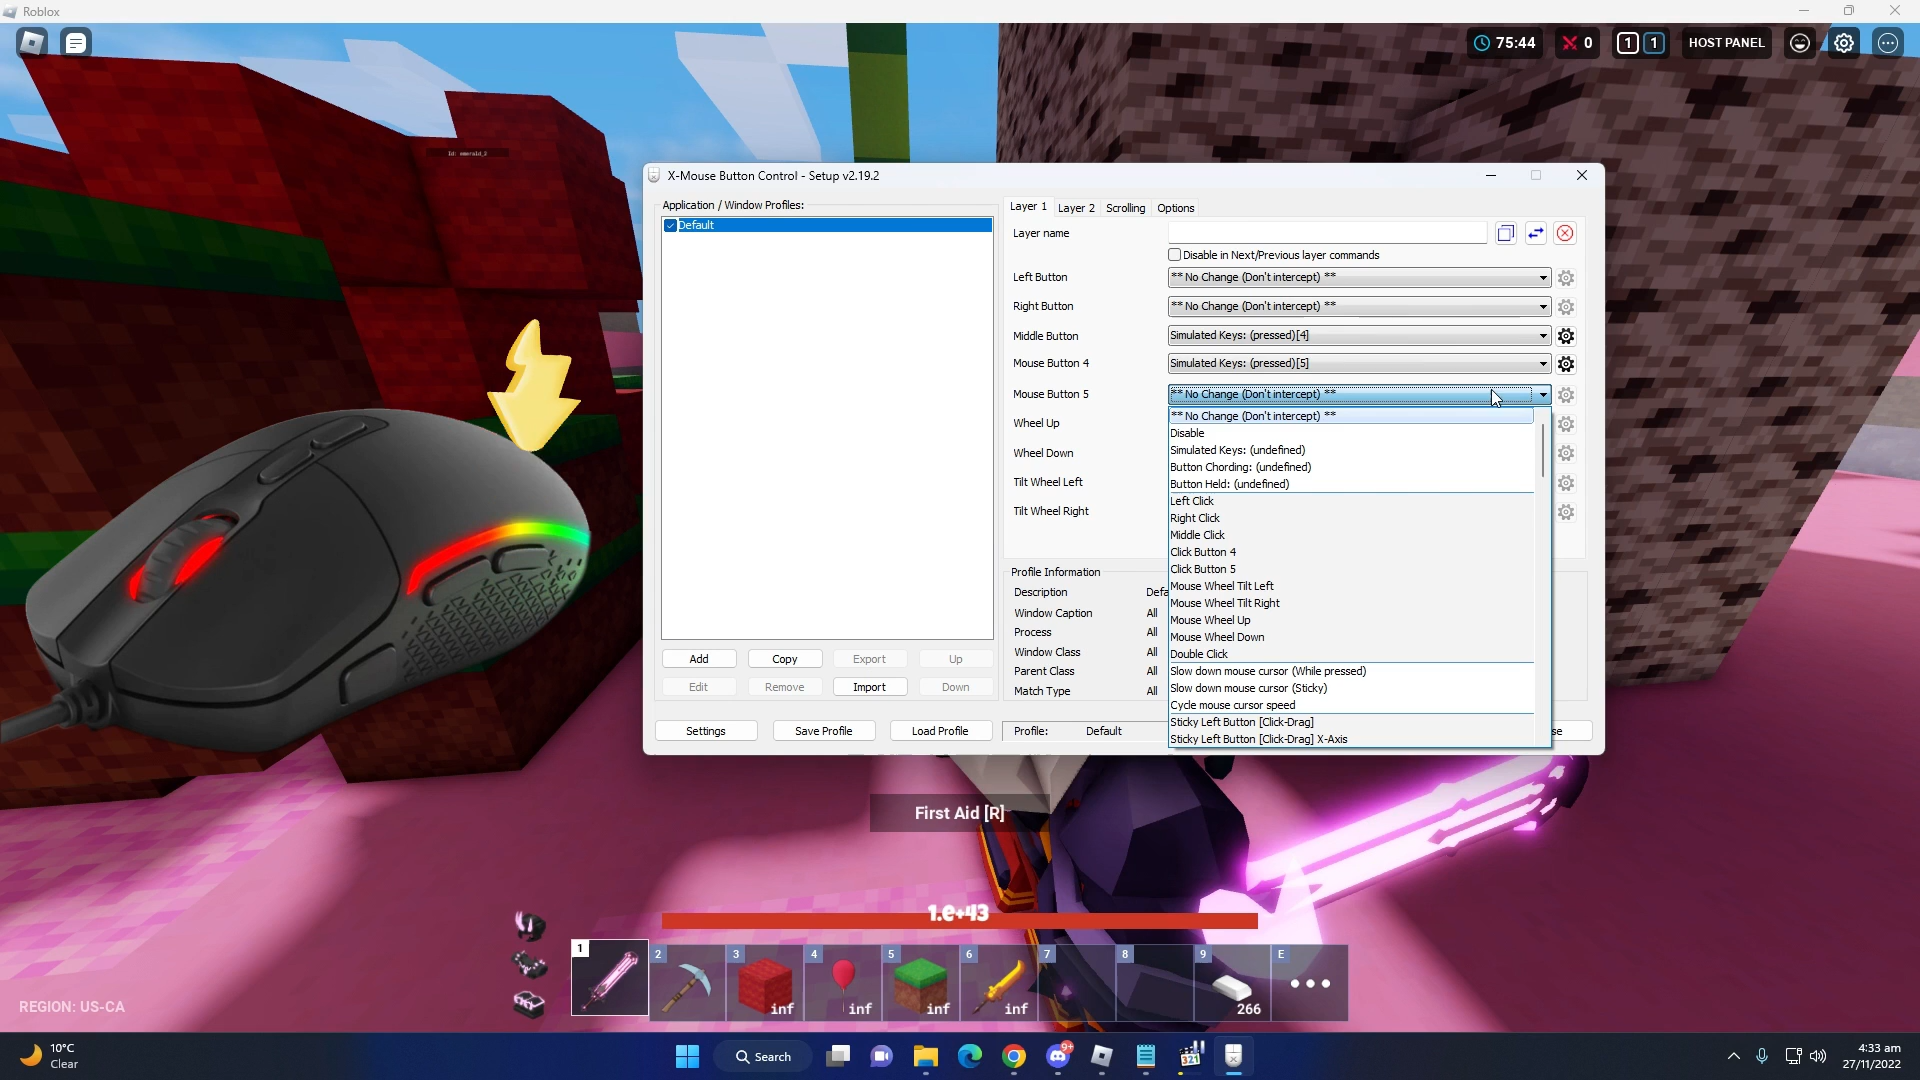 Roblox
75:44
0
1 1
HOST PANEL
Id: emerald_2
X-Mouse Button Control - Setup v2.19.2
Application / Window Profiles:
Default
Layer 1 Layer 2 Scrolling Options
Layer name
Disable in Next/Previous layer commands
Left Button ** No Change (Don't intercept) **
Right Button ** No Change (Don't intercept) **
Middle Button Simulated Keys: (pressed)[4]
Mouse Button 4 Simulated Keys: (pressed)[5]
Mouse Button 5 ** No Change (Don't intercept) **
Wheel Up
Wheel Down
Tilt Wheel Left
Tilt Wheel Right
** No Change (Don't intercept) **
Disable
Simulated Keys: (undefined)
Button Chording: (undefined)
Button Held: (undefined)
Left Click
Right Click
Middle Click
Click Button 4
Click Button 5
Mouse Wheel Tilt Left
Mouse Wheel Tilt Right
Mouse Wheel Up
Mouse Wheel Down
Double Click
Slow down mouse cursor (While pressed)
Slow down mouse cursor (Sticky)
Cycle mouse cursor speed
Sticky Left Button [Click-Drag]
Sticky Left Button [Click-Drag] X-Axis
Profile Information
Description Defa
Window Caption All
Process All
Window Class All
Parent Class All
Match Type All
Add Copy Export Up
Edit Remove Import Down
Settings Save Profile Load Profile Profile: Default se
First Aid [R]
1.e+43
1 2 3 4 5 6 7 8 9 E
inf inf inf inf 266
REGION: US-CA
10°C
Clear
Search
9+
321
4:33 am
27/11/2022